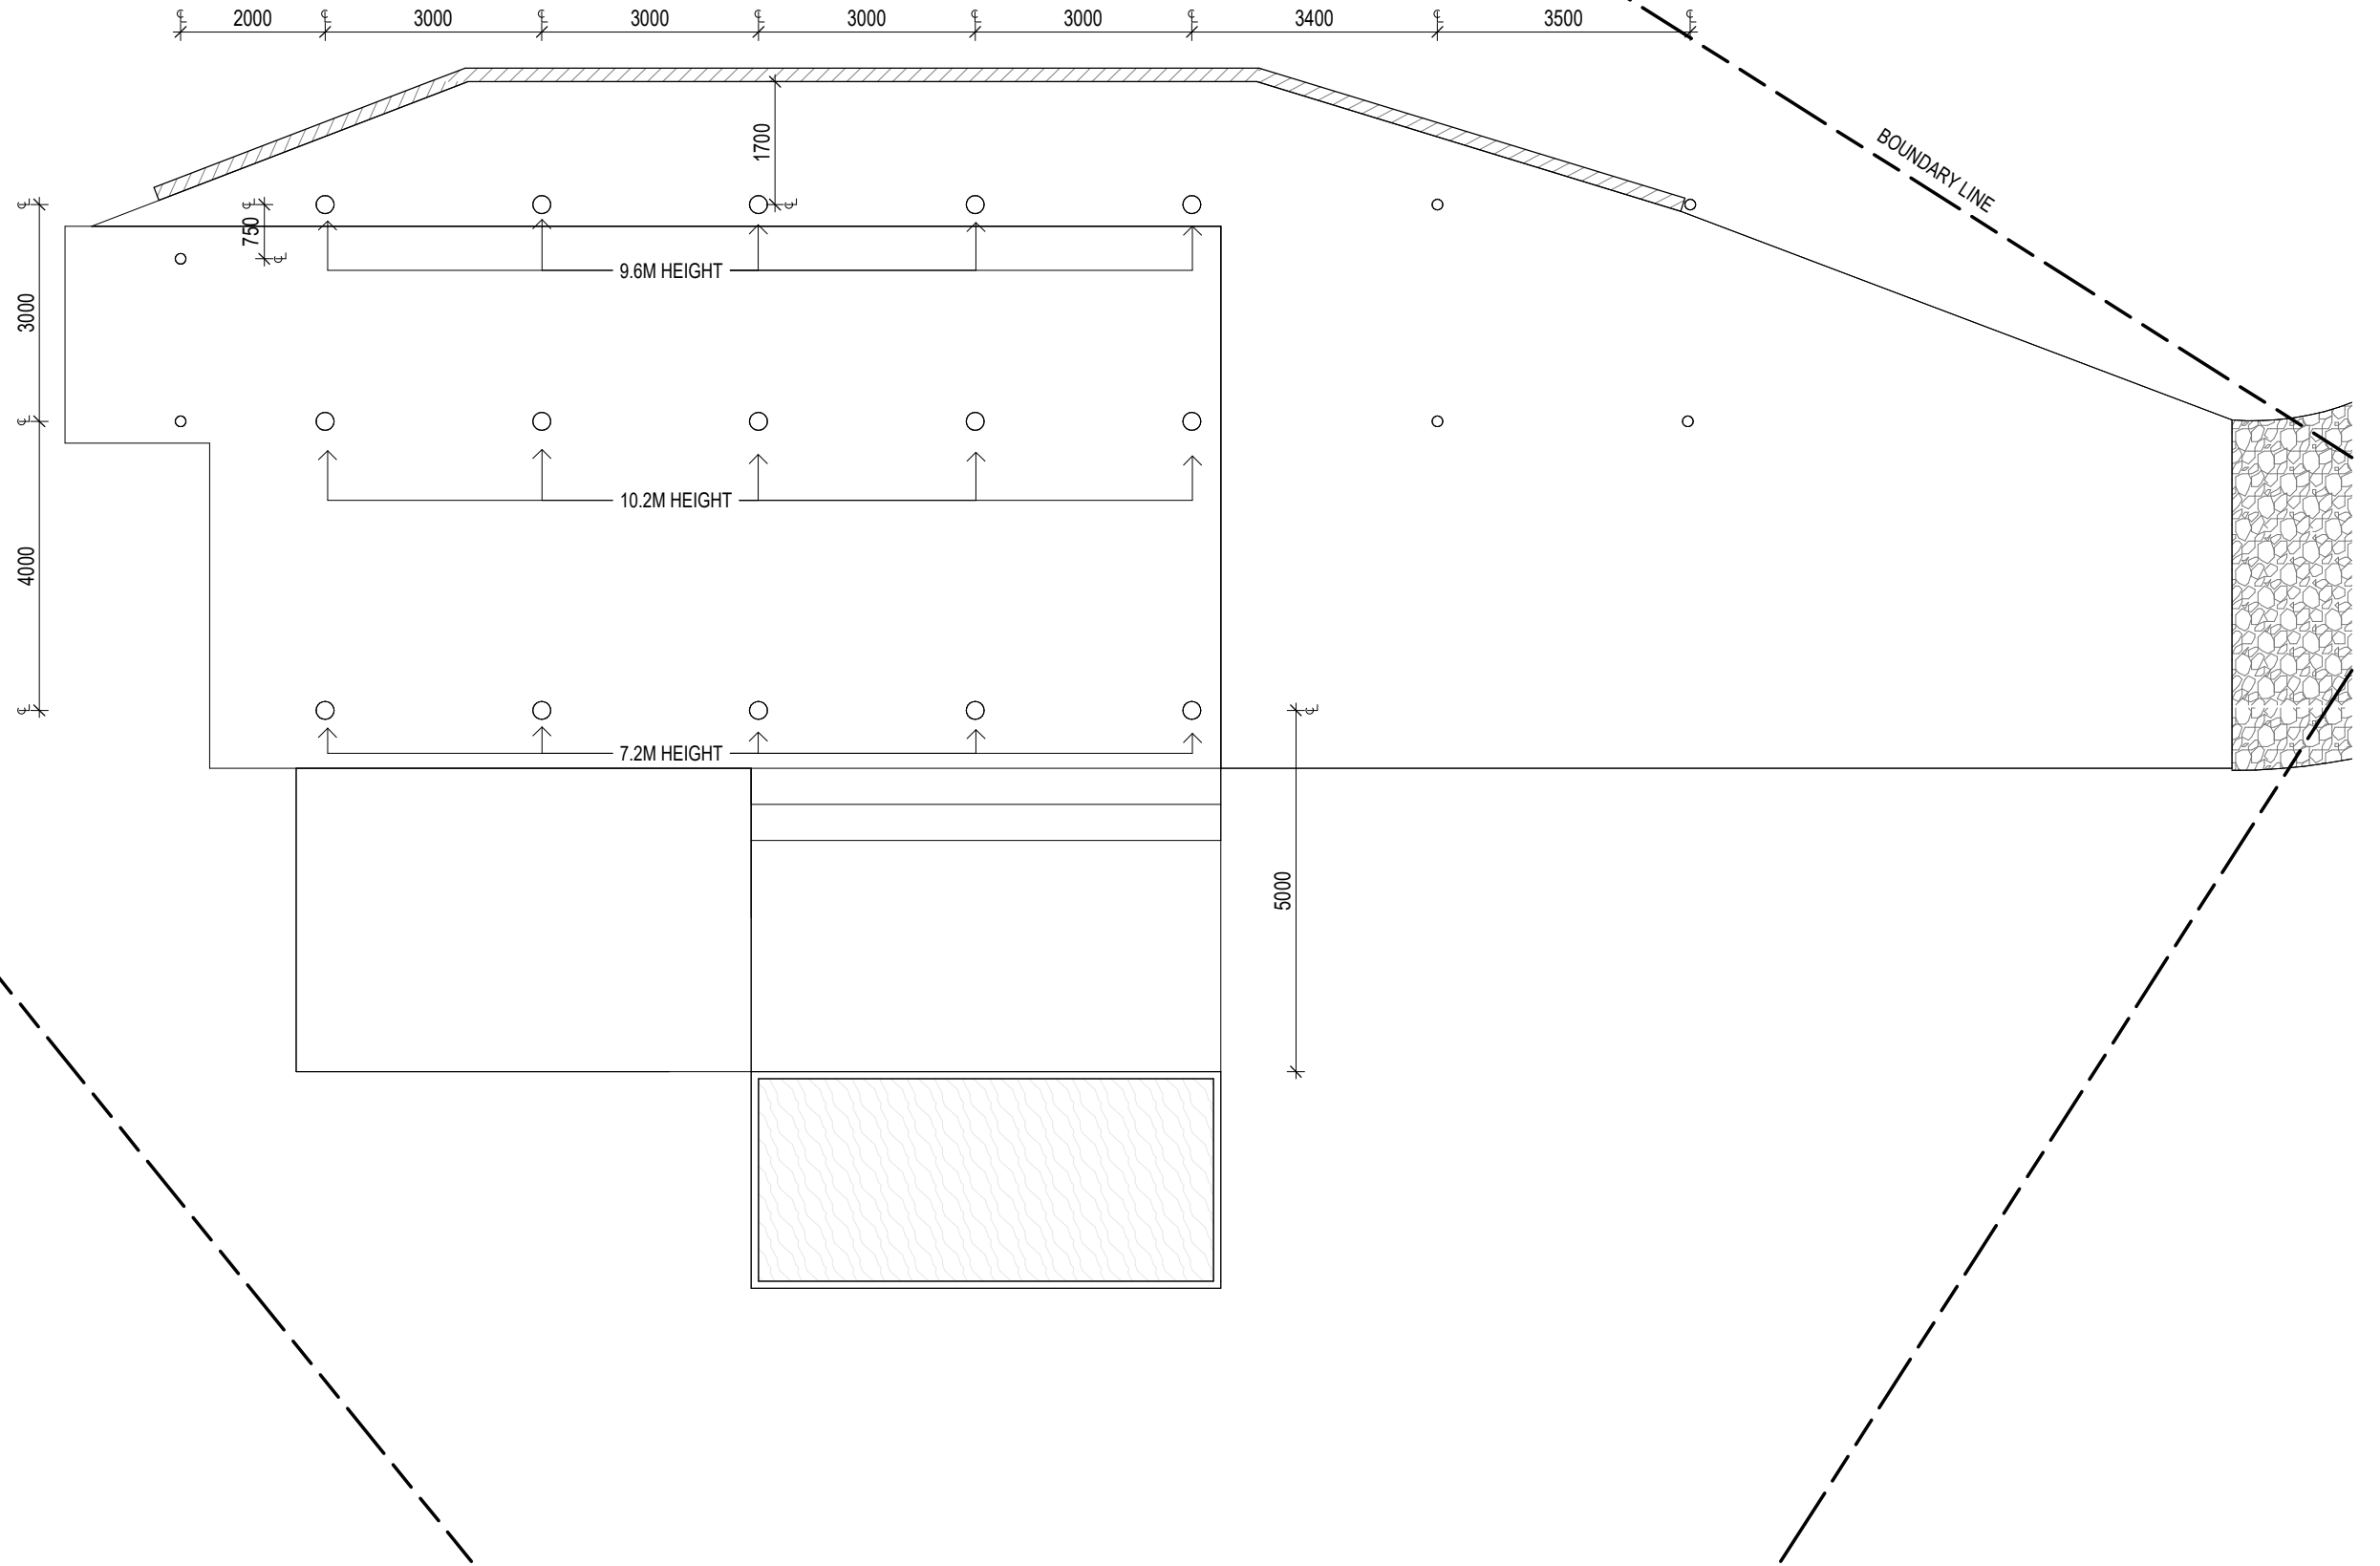 ℄ 2000 ℄ 3000 ℄ 3000 ℄ 3000 ℄ 3000 ℄ 3400 ℄ 3500 ℄
BOUNDARY LINE
1700
℄ ℄ ℄
750
℄
9.6M HEIGHT
3000
℄
10.2M HEIGHT
4000
℄ ℄
7.2M HEIGHT
5000